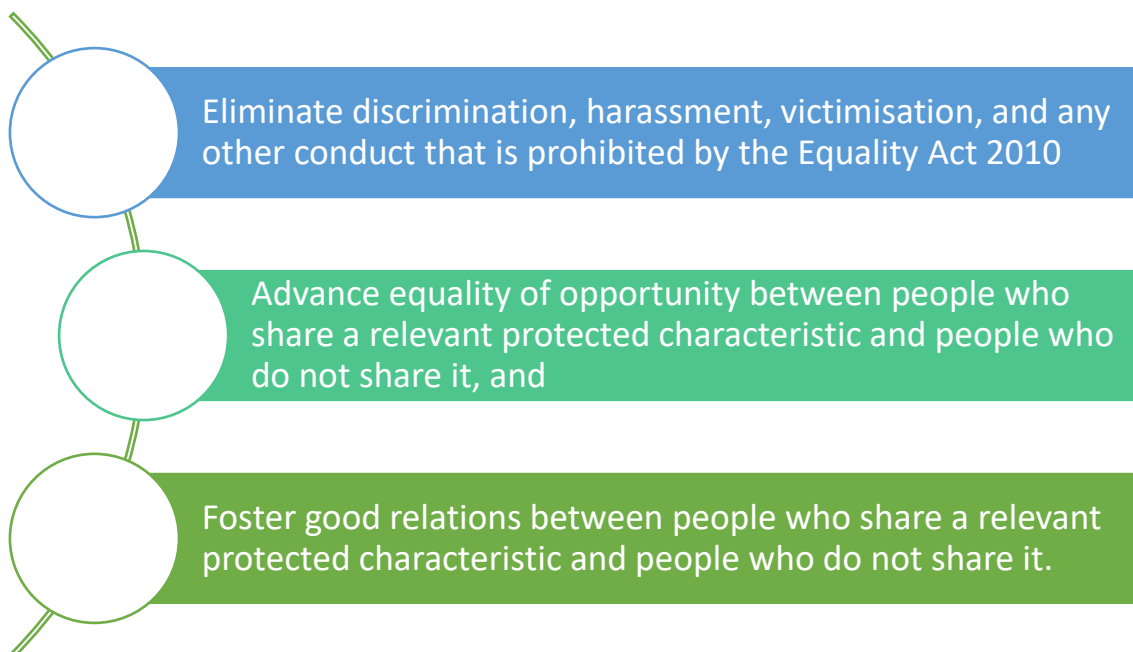 Eliminate discrimination, harassment, victimisation, and any
other conduct that is prohibited by the Equality Act 2010
Advance equality of opportunity between people who
share a relevant protected characteristic and people who
do not share it, and
Foster good relations between people who share a relevant
protected characteristic and people who do not share it.